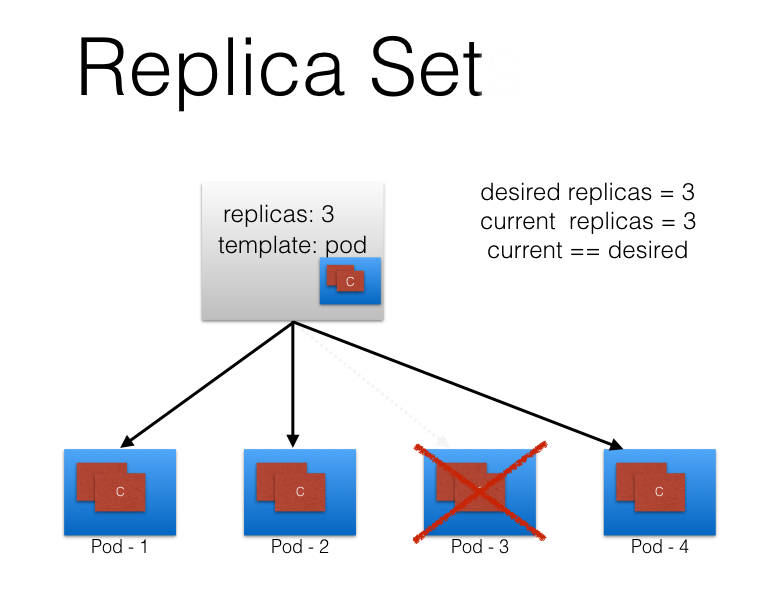 Replica Set
replicas: 3
template: pod
C
desired replicas = 3
current replicas = 3
current == desired
C
C
C
C
Pod - 1
Pod - 2
Pod - 3
Pod - 4